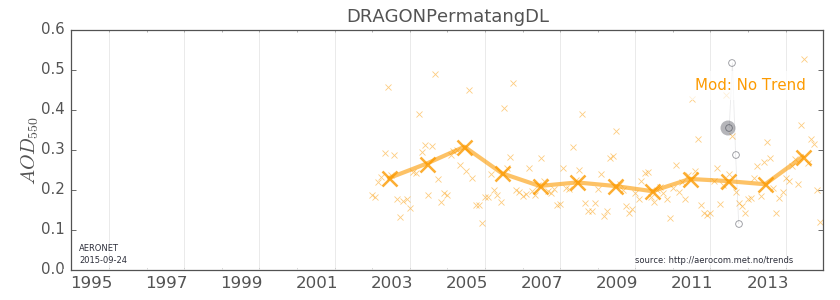 DRAGONPermatangDL
0.6
0.5
0.4
0.3
0.2
0.1
0.0
AOD550
Mod: No Trend
AERONET
2015-09-24
source: http://aerocom.met.no/trends
1995 1997 1999 2001 2003 2005 2007 2009 2011 2013